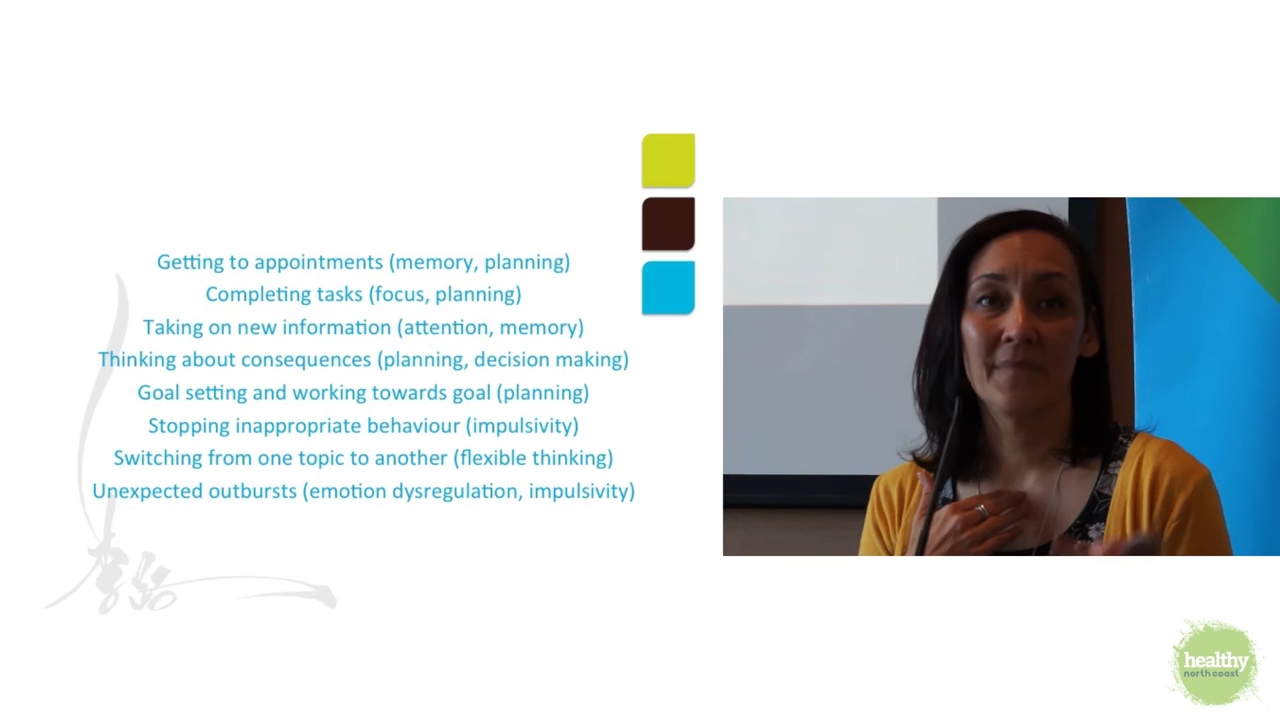 Getting to appointments (memory, planning)
Completing tasks (focus, planning)
Taking on new information (attention, memory)
Thinking about consequences (planning, decision making)
Goal setting and working towards goal (planning)
Stopping inappropriate behaviour (impulsivity)
Switching from one topic to another (flexible thinking)
Unexpected outbursts (emotion dysregulation, impulsivity)
healthy
north coast